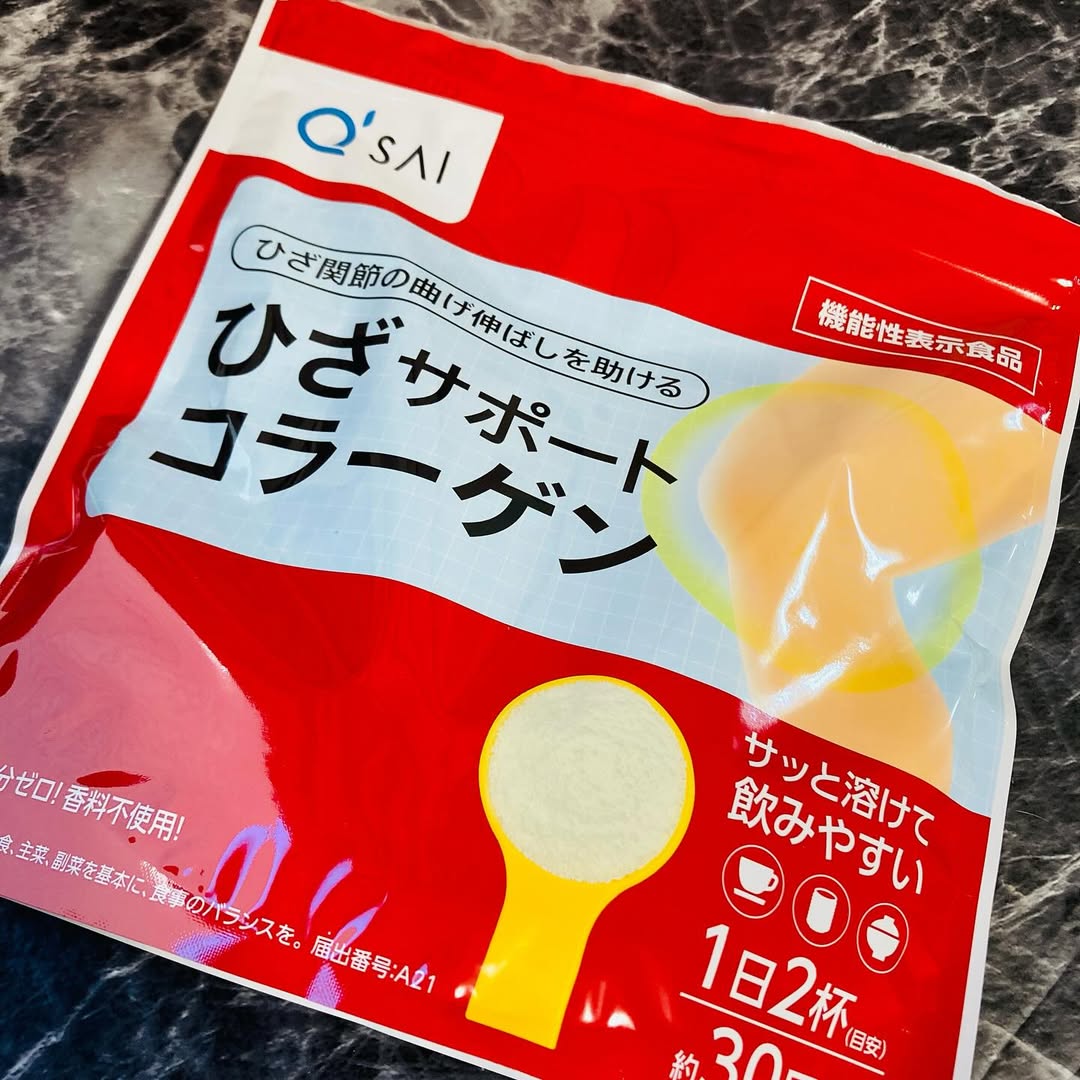 Q'SAI
ひざ関節の曲げ伸ばしを助ける
機能性表示食品
ひざサポート
コラーゲン
サッと溶けて
飲みやすい
分ゼロ! 香料不使用!
食、主菜、副菜を基本に、食事のバランスを。届出番号:A21
1日2杯(目安)
約30